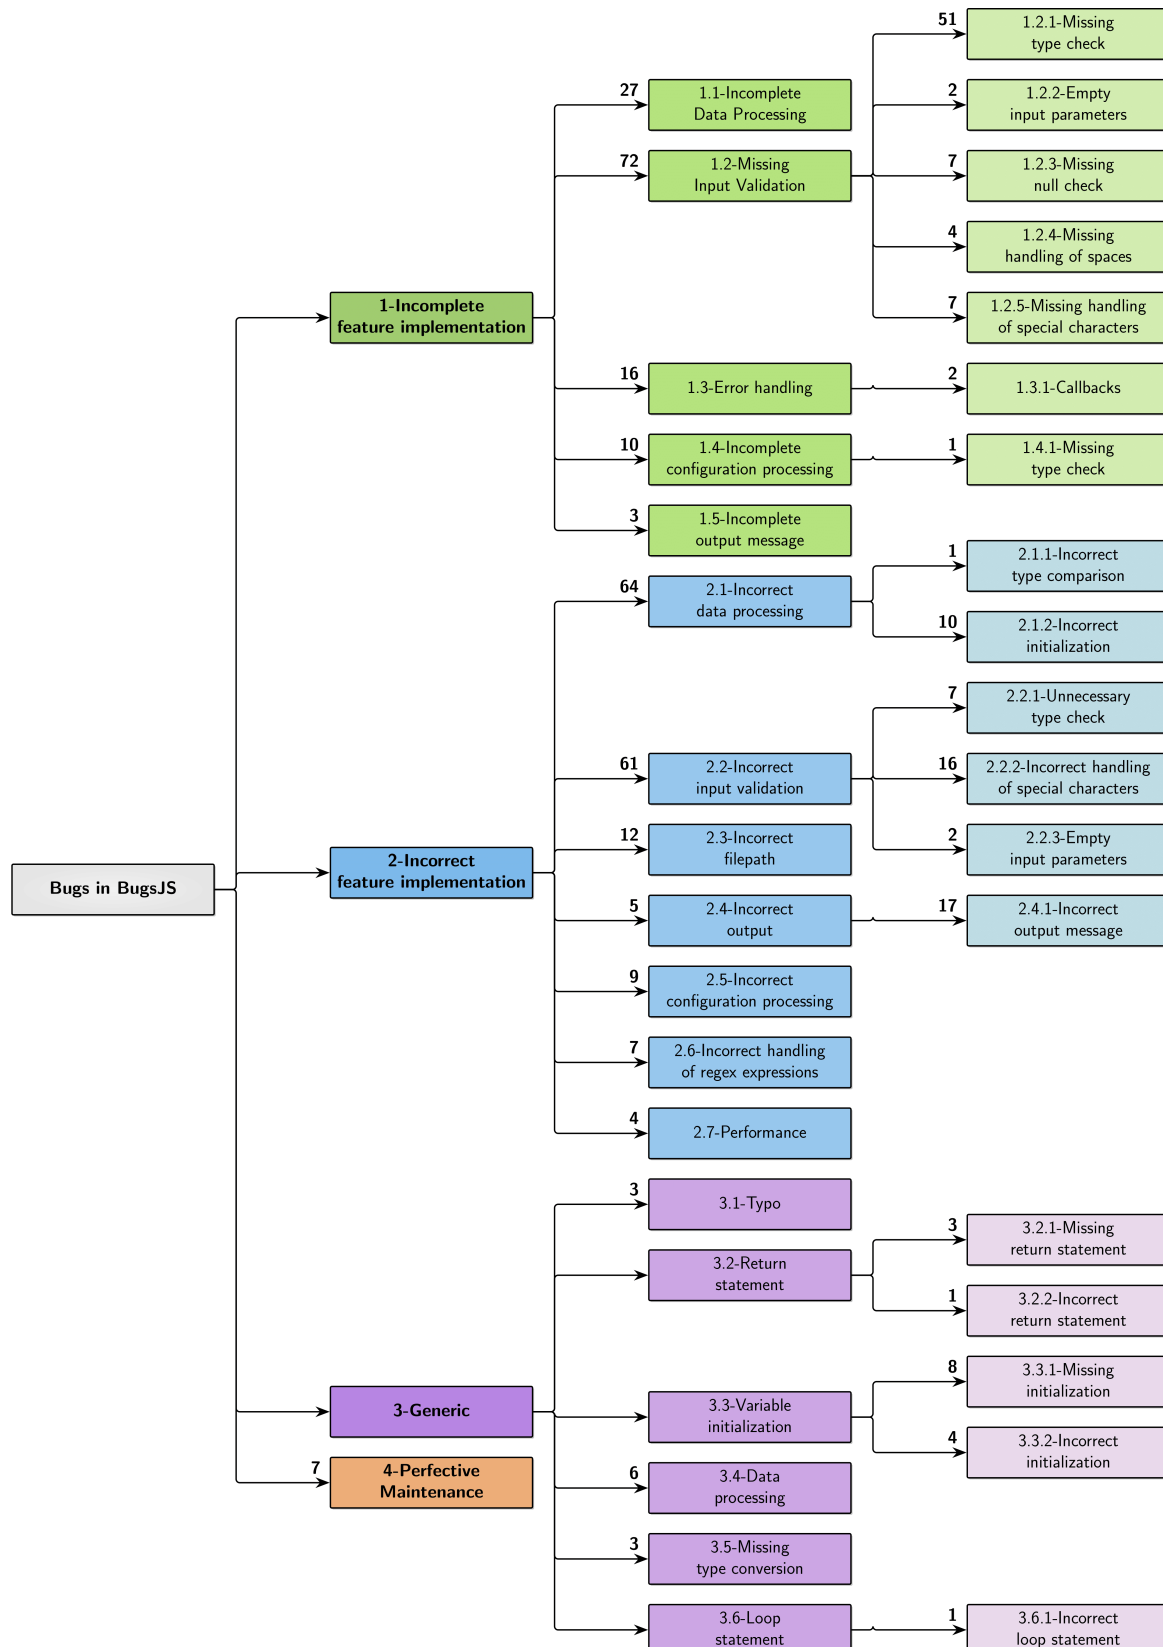 51
1.2.1-Missing
type check
27
1.1-Incomplete
Data Processing
2
1.2.2-Empty
input parameters
72
1.2-Missing
Input Validation
7
1.2.3-Missing
null check
4
1.2.4-Missing
handling of spaces
1-Incomplete
feature implementation
7
1.2.5-Missing handling
of special characters
16
1.3-Error handling
2
1.3.1-Callbacks
10
1.4-Incomplete
configuration processing
1
1.4.1-Missing
type check
3
1.5-Incomplete
output message
1
2.1.1-Incorrect
type comparison
64
2.1-Incorrect
data processing
10
2.1.2-Incorrect
initialization
7
2.2.1-Unnecessary
type check
61
2.2-Incorrect
input validation
16
2.2.2-Incorrect handling
of special characters
12
2.3-Incorrect
filepath
2
2.2.3-Empty
input parameters
2-Incorrect
feature implementation
Bugs in BugsJS
5
2.4-Incorrect
output
17
2.4.1-Incorrect
output message
9
2.5-Incorrect
configuration processing
7
2.6-Incorrect handling
of regex expressions
4
2.7-Performance
3
3.1-Typo
3
3.2.1-Missing
return statement
3.2-Return
statement
1
3.2.2-Incorrect
return statement
8
3.3.1-Missing
initialization
3-Generic
3.3-Variable
initialization
4
3.3.2-Incorrect
initialization
7
4-Perfective
Maintenance
6
3.4-Data
processing
3
3.5-Missing
type conversion
3.6-Loop
statement
1
3.6.1-Incorrect
loop statement